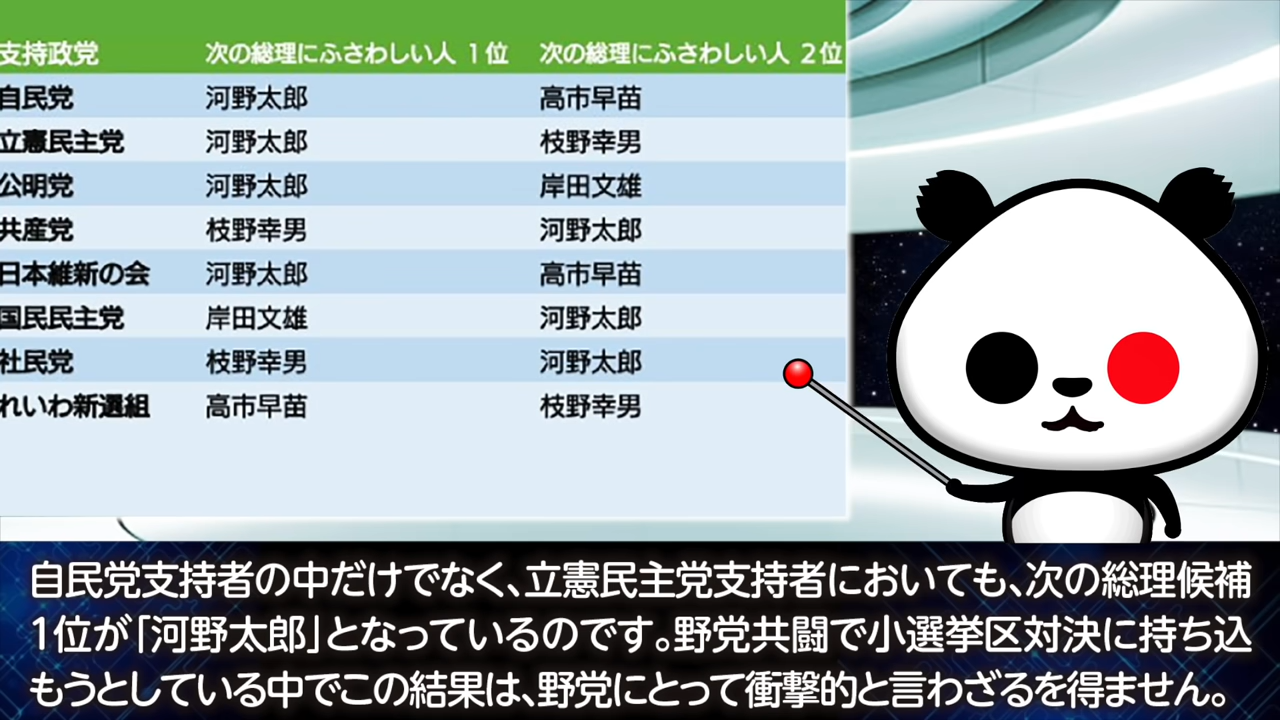 支持政党 次の総理にふさわしい人 1位 次の総理にふさわしい人 2位
自民党 河野太郎 高市早苗
立憲民主党 河野太郎 枝野幸男
公明党 河野太郎 岸田文雄
共産党 枝野幸男 河野太郎
日本維新の会 河野太郎 高市早苗
国民民主党 岸田文雄 河野太郎
社民党 枝野幸男 河野太郎
れいわ新選組 高市早苗 枝野幸男
自民党支持者の中だけでなく、立憲民主党支持者においても、次の総理候補
1位が「河野太郎」となっているのです。野党共闘で小選挙区対決に持ち込
もうとしている中でこの結果は、野党にとって衝撃的と言わざるを得ません。